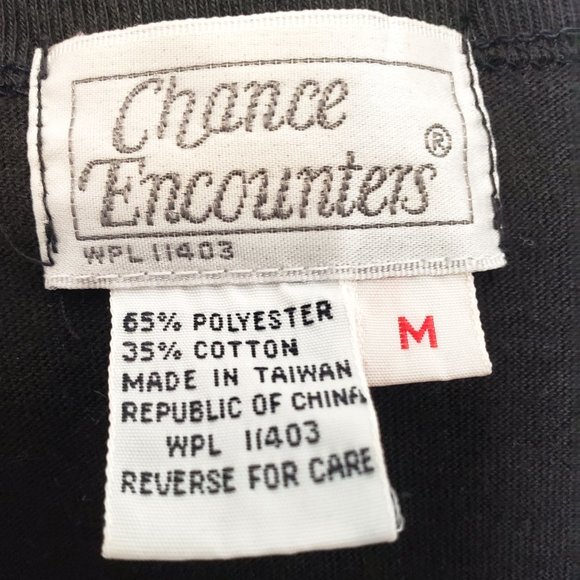 Chance
Encounters®
WPL 11403
65% POLYESTER
35% COTTON
MADE IN TAIWAN
REPUBLIC OF CHINA
WPL 11403
REVERSE FOR CARE
M